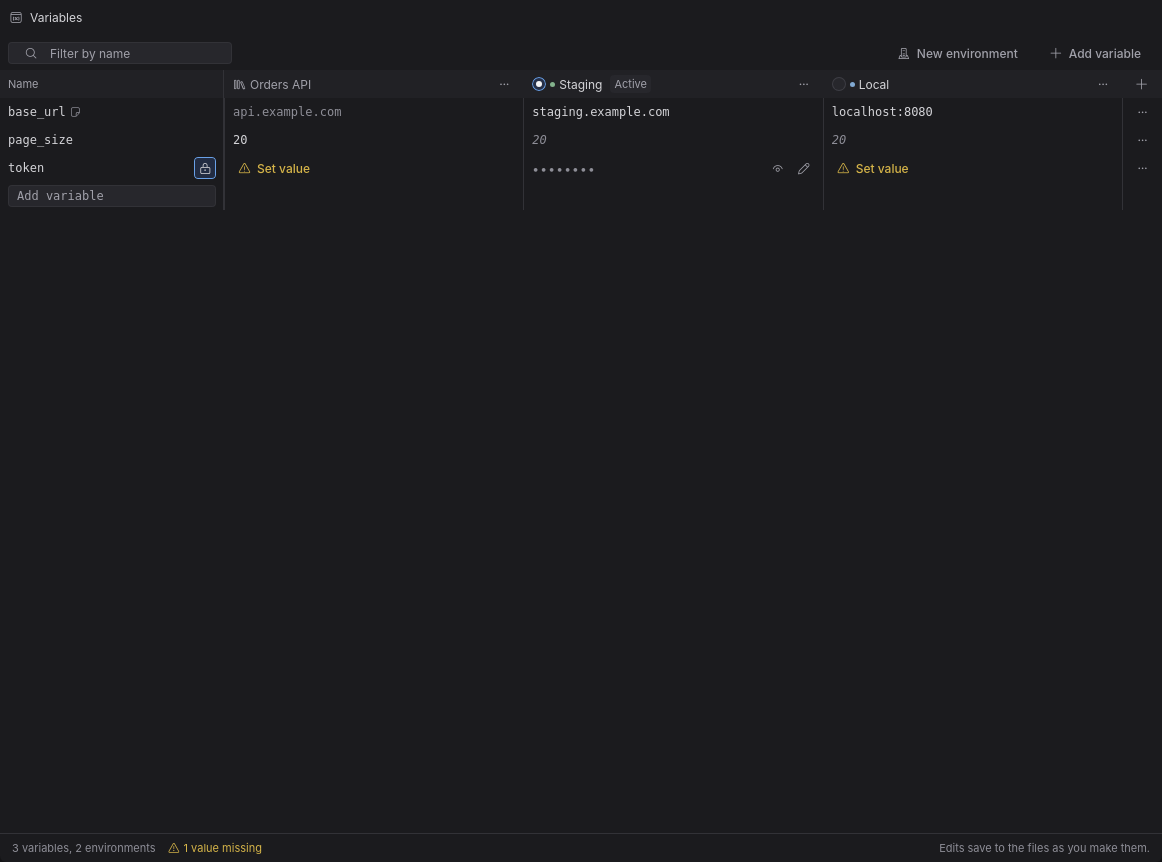 Variables
Filter by name
New environment
Add variable
Name
Orders API
Staging
Active
Local
base_url
api.example.com
staging.example.com
localhost:8080
page_size
20
20
20
token
Set value
••••••••
Set value
Add variable
3 variables, 2 environments
1 value missing
Edits save to the files as you make them.